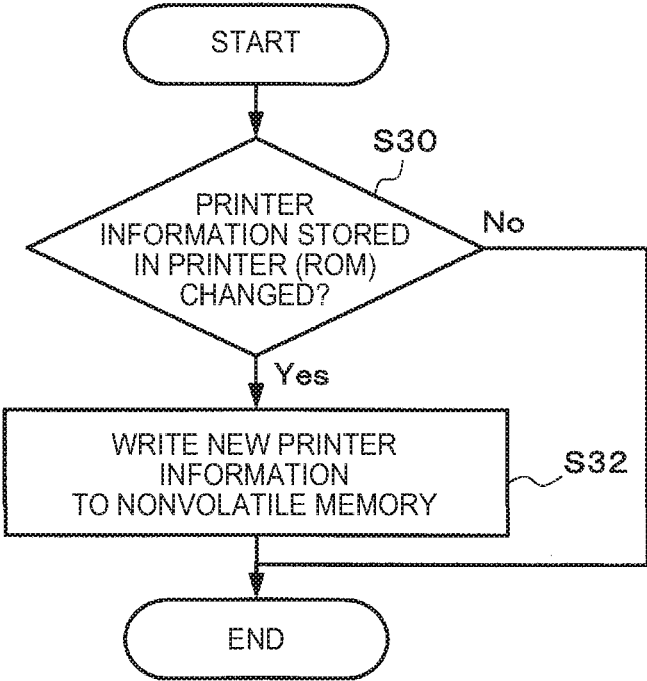 START
S30
PRINTER
INFORMATION STORED
IN PRINTER (ROM)
CHANGED?
No
Yes
WRITE NEW PRINTER
INFORMATION
TO NONVOLATILE MEMORY
S32
END